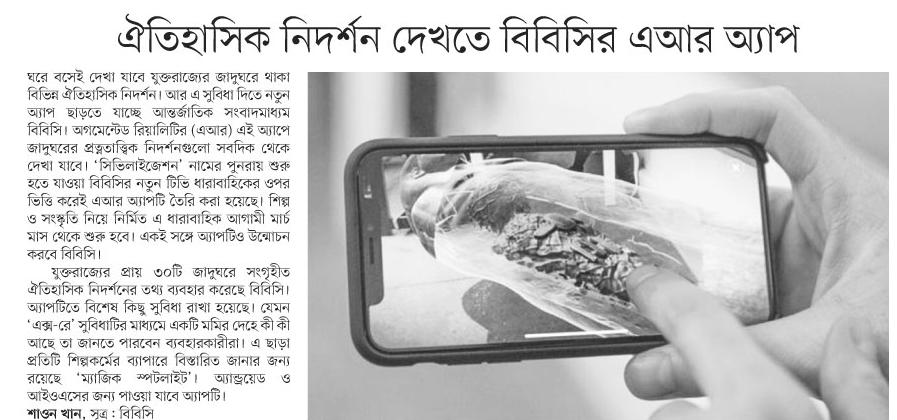 ঐতিহাসিক নিদর্শন দেখতে বিবিসির এআর অ্যাপ
ঘরে বসেই দেখা যাবে যুক্তরাজ্যের জাদুঘরে থাকা
বিভিন্ন ঐতিহাসিক নিদর্শন। আর এ সুবিধা দিতে নতুন
অ্যাপ ছাড়তে যাচ্ছে আন্তর্জাতিক সংবাদমাধ্যম
বিবিসি। অগমেন্টেড রিয়ালিটির (এআর) এই অ্যাপে
জাদুঘরের প্রত্নতাত্ত্বিক নিদর্শনগুলো সবদিক থেকে
দেখা যাবে। ‘সিভিলাইজেশন’ নামের পুনরায় শুরু
হতে যাওয়া বিবিসির নতুন টিভি ধারাবাহিকের ওপর
ভিত্তি করেই এআর অ্যাপটি তৈরি করা হয়েছে। শিল্প
ও সংস্কৃতি নিয়ে নির্মিত এ ধারাবাহিক আগামী মার্চ
মাস থেকে শুরু হবে। একই সঙ্গে অ্যাপটিও উন্মোচন
করবে বিবিসি।
যুক্তরাজ্যের প্রায় ৩০টি জাদুঘরে সংগৃহীত
ঐতিহাসিক নিদর্শনের তথ্য ব্যবহার করেছে বিবিসি।
অ্যাপটিতে বিশেষ কিছু সুবিধা রাখা হয়েছে। যেমন
‘এক্স-রে’ সুবিধাটির মাধ্যমে একটি মমির দেহে কী কী
আছে তা জানতে পারবেন ব্যবহারকারীরা। এ ছাড়া
প্রতিটি শিল্পকর্মের ব্যাপারে বিস্তারিত জানার জন্য
রয়েছে ‘ম্যাজিক স্পটলাইট’। অ্যান্ড্রয়েড ও
আইওএসের জন্য পাওয়া যাবে অ্যাপটি।
শাওন খান, সূত্র : বিবিসি